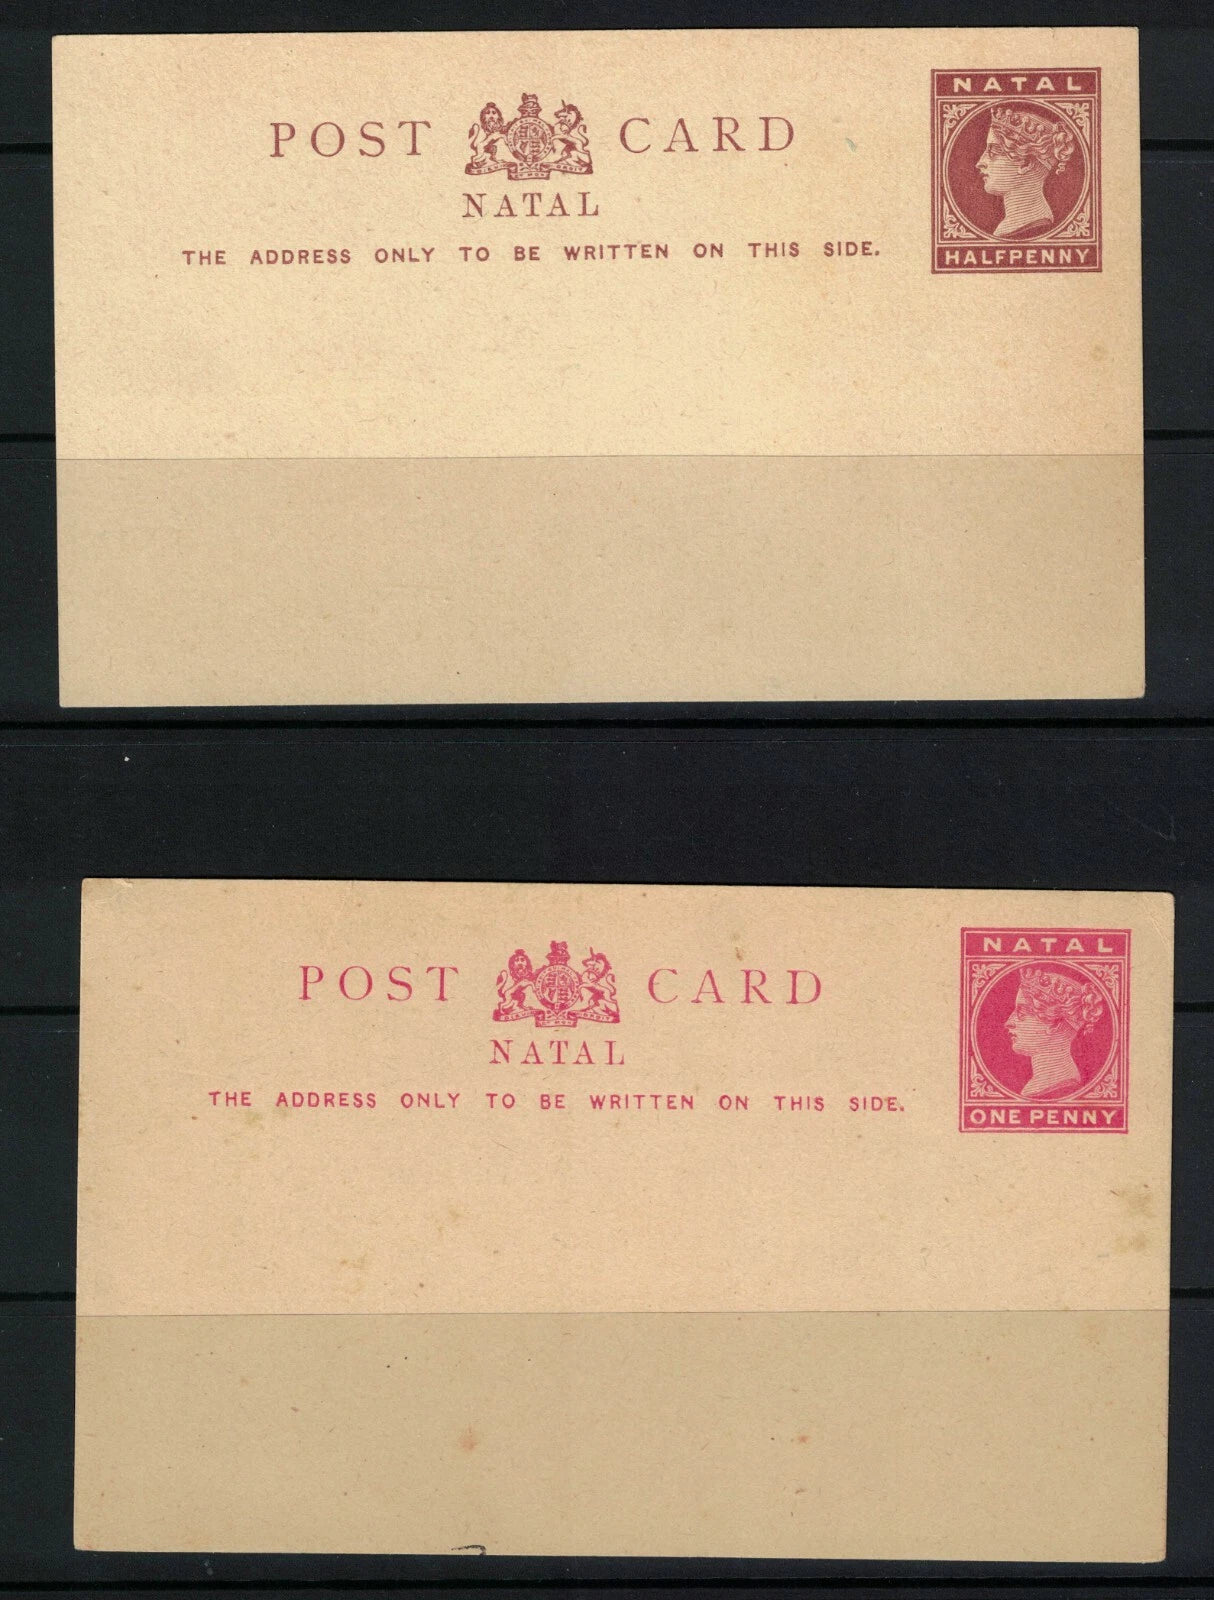 POST CARD
NATAL
THE ADDRESS ONLY TO BE WRITTEN ON THIS SIDE.
NATAL
HALFPENNY
POST CARD
NATAL
THE ADDRESS ONLY TO BE WRITTEN ON THIS SIDE.
NATAL
ONE PENNY